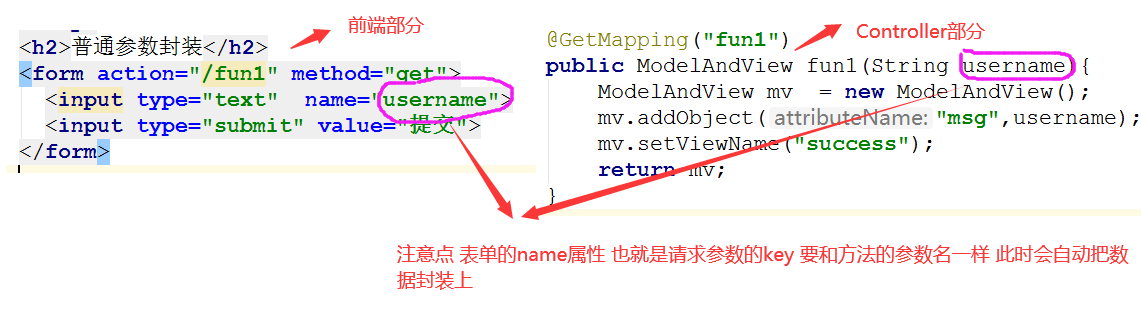 前端部分
<h2>普通参数封装</h2>
<form action="/fun1" method="get">
<input type="text" name="username">
<input type="submit" value="提交">
</form>
Controller部分
@GetMapping("fun1")
public ModelAndView fun1(String username){
ModelAndView mv = new ModelAndView();
mv.addObject( attributeName: "msg",username);
mv.setViewName("success");
return mv;
}
注意点 表单的name属性 也就是请求参数的key 要和方法的参数名一样 此时会自动把数
据封装上